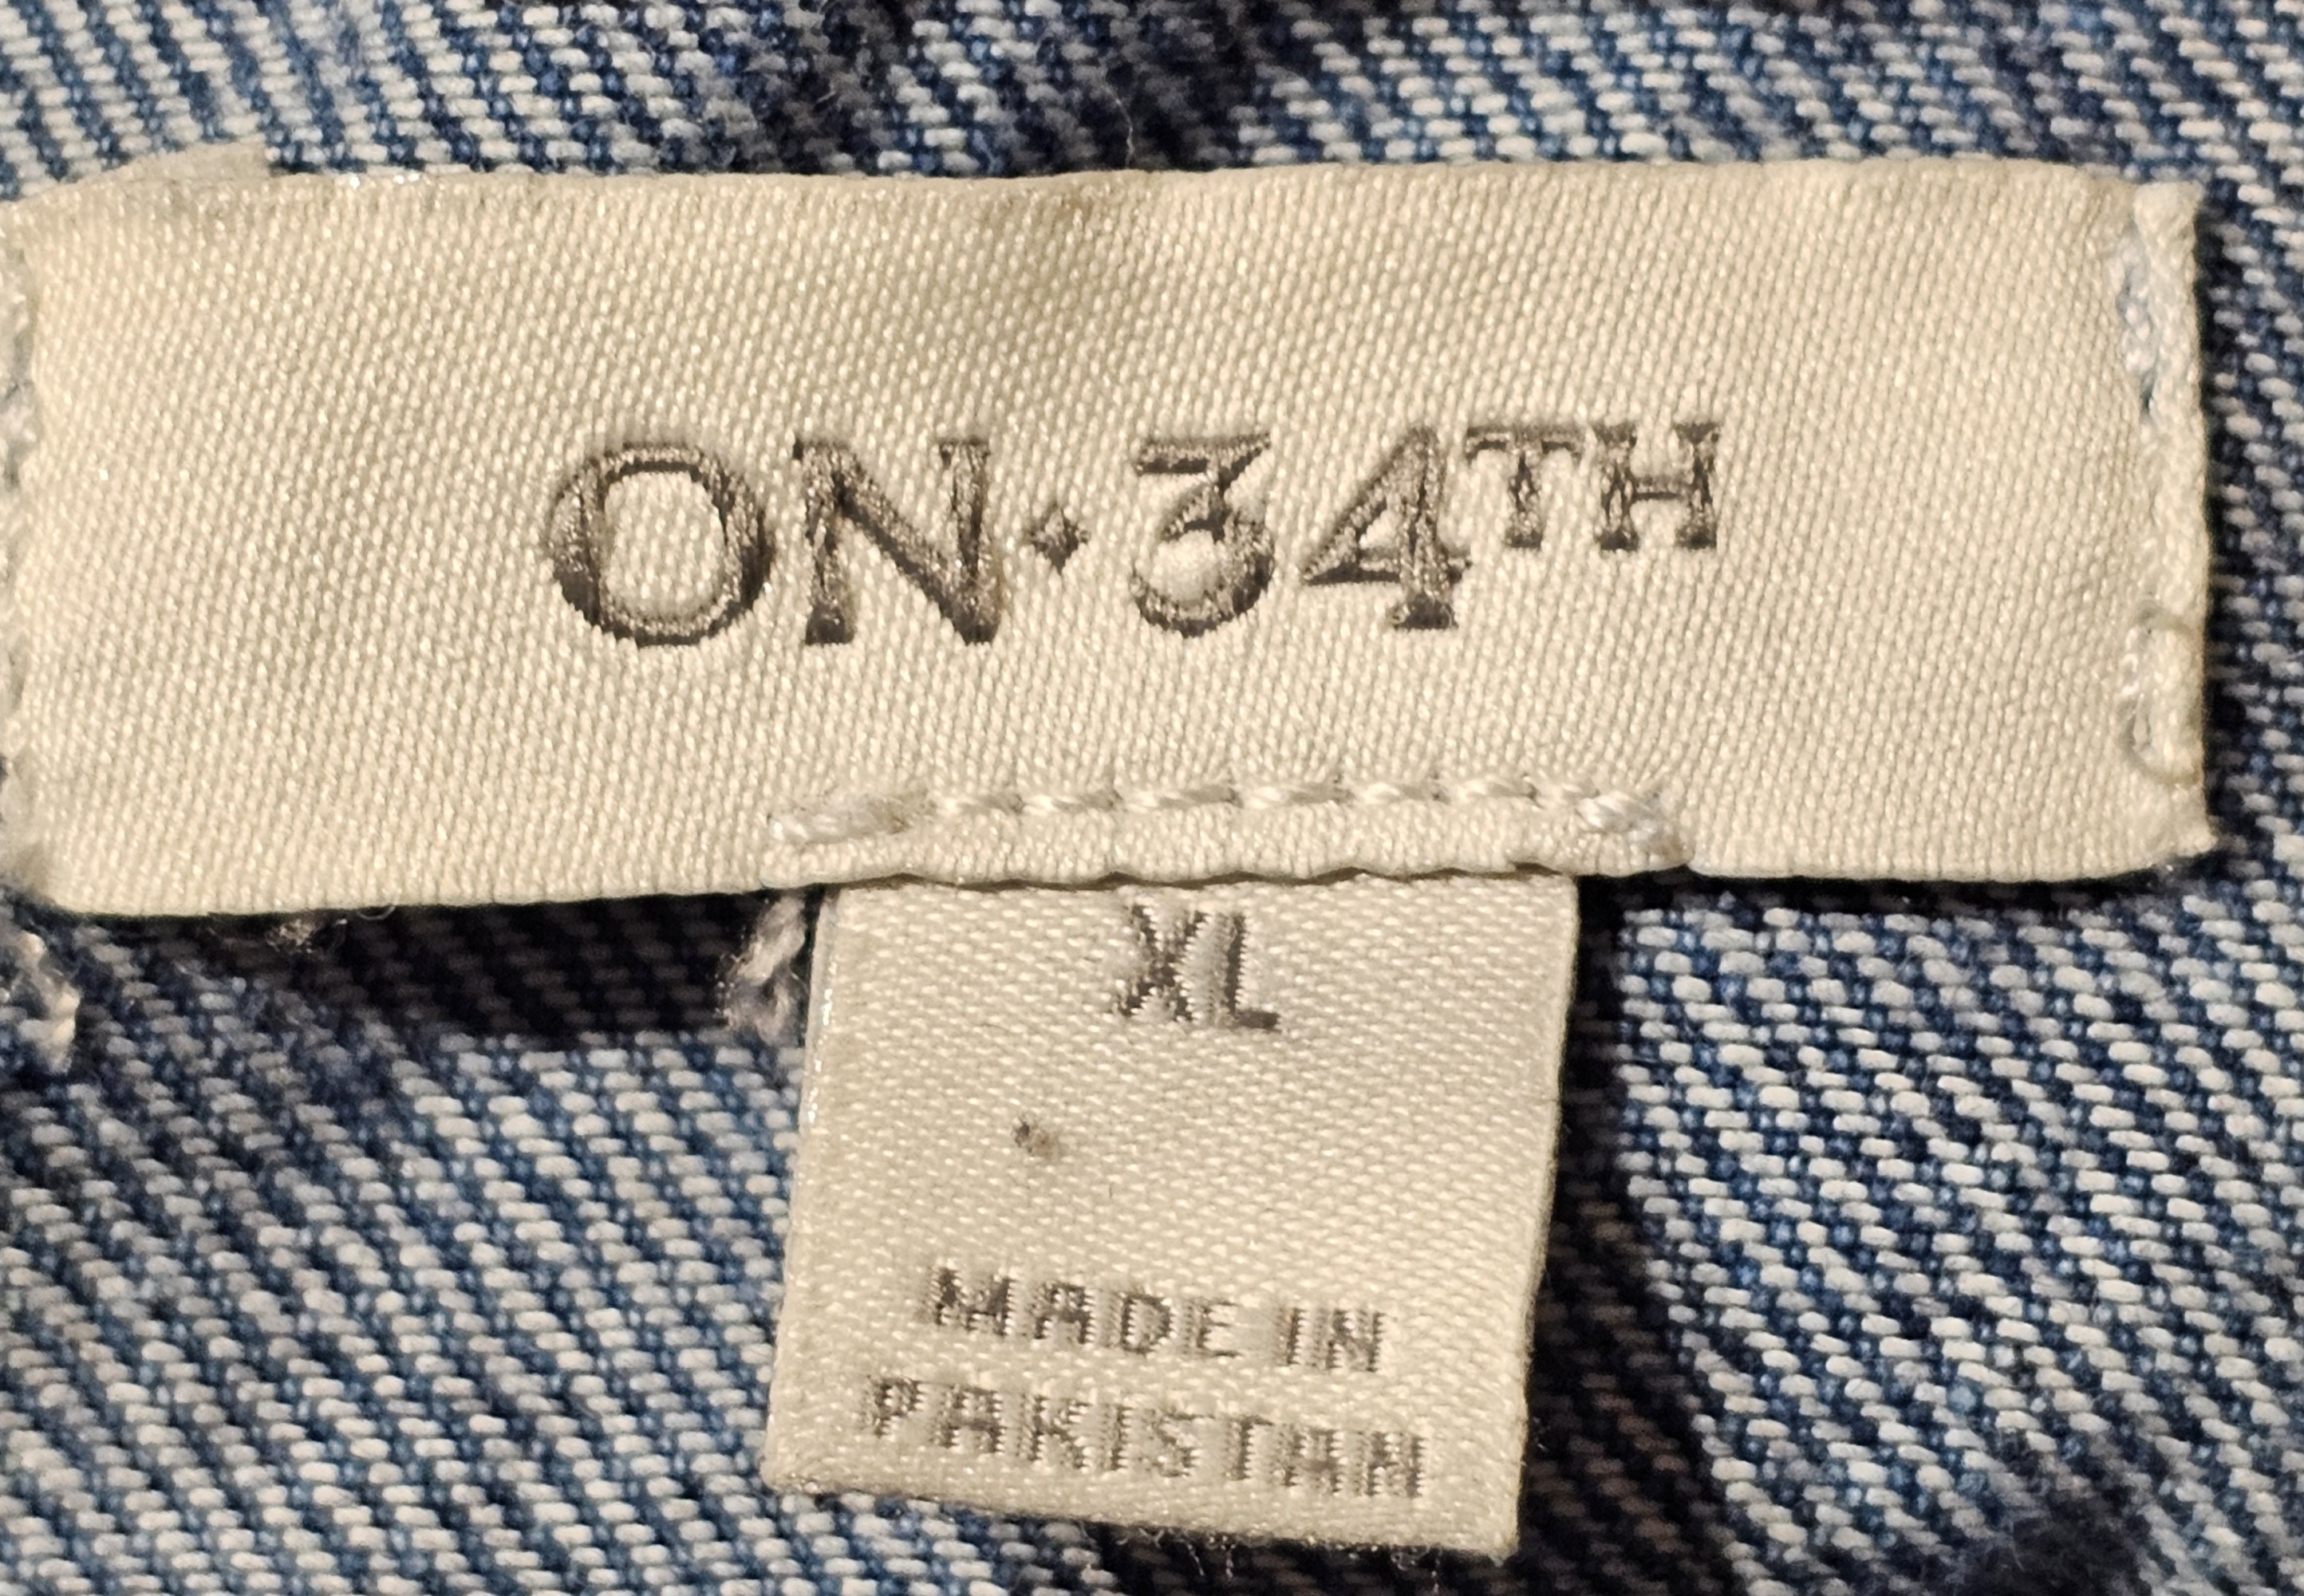 ON⬩34TH
XL
MADE IN
PAKISTAN